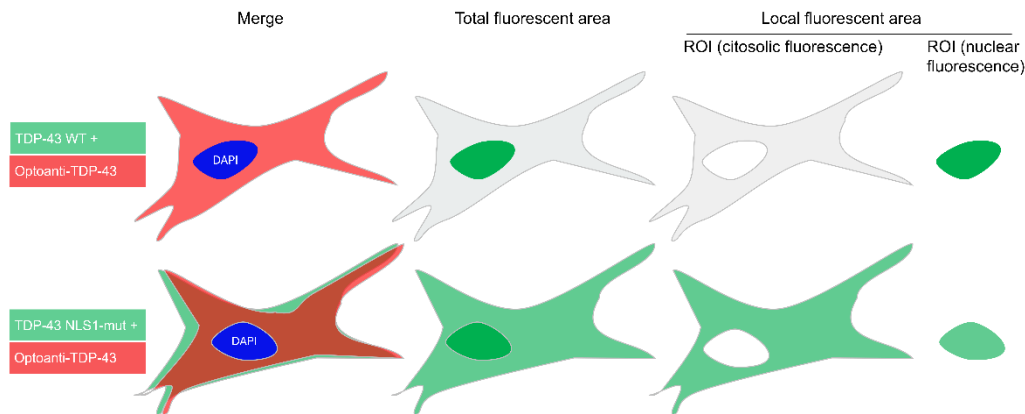 Merge
Total fluorescent area
Local fluorescent area
ROI (citosolic fluorescence)
ROI (nuclear
fluorescence)
TDP-43 WT +
Optoanti-TDP-43
DAPI
TDP-43 NLS1-mut +
Optoanti-TDP-43
DAPI